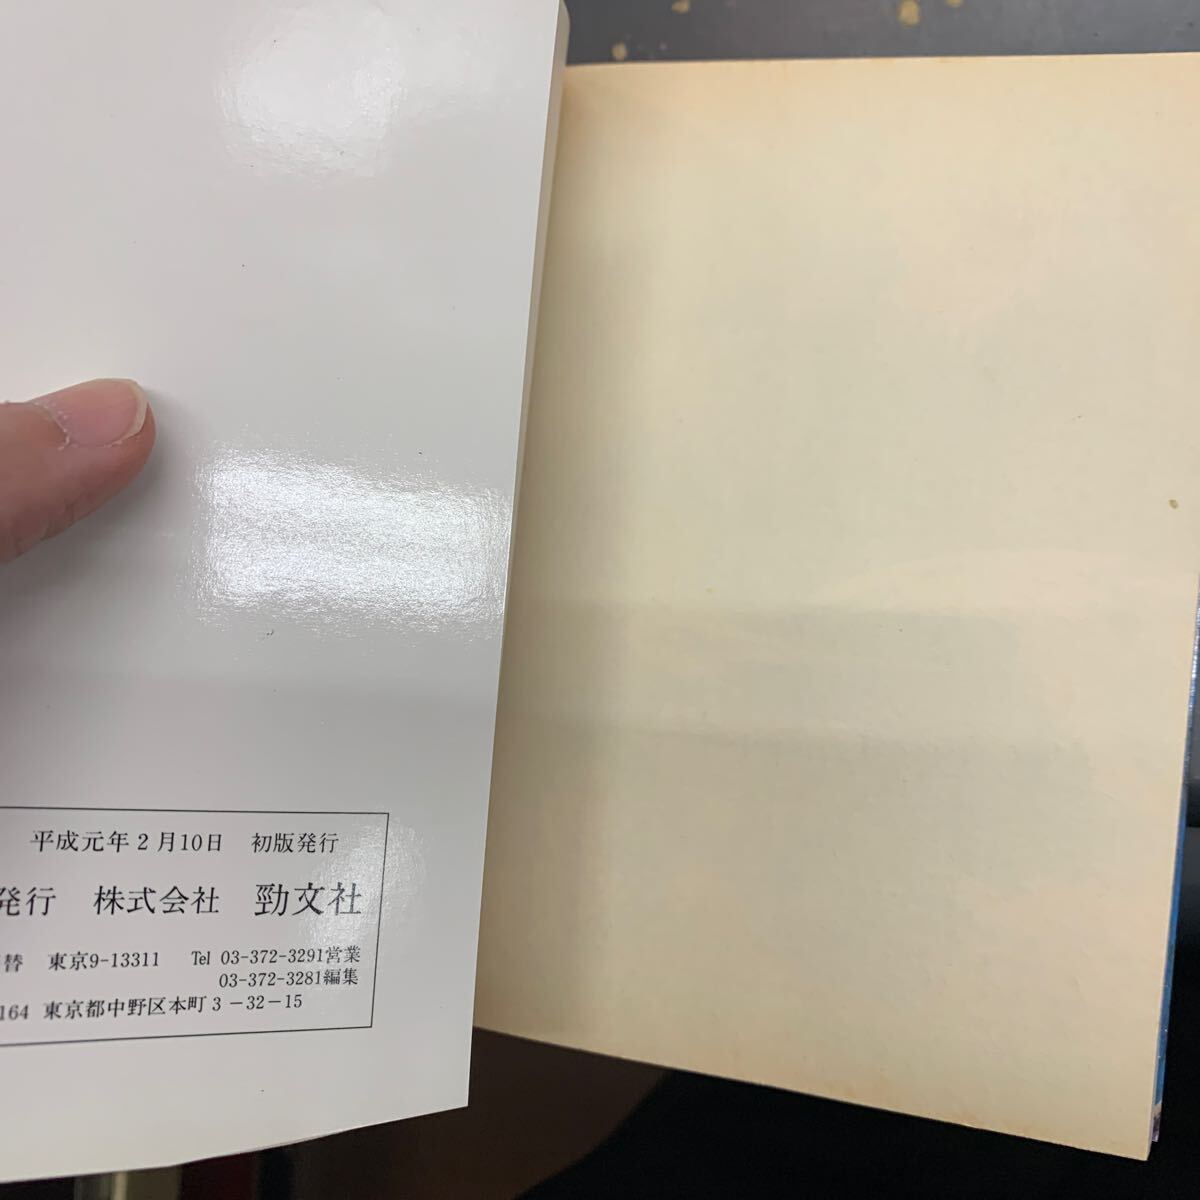 平成元年2月10日 初版発行
発行 株式会社 勁文社
替 東京9-13311 Tel 03-372-3291営業
03-372-3281編集
164 東京都中野区本町3-32-15